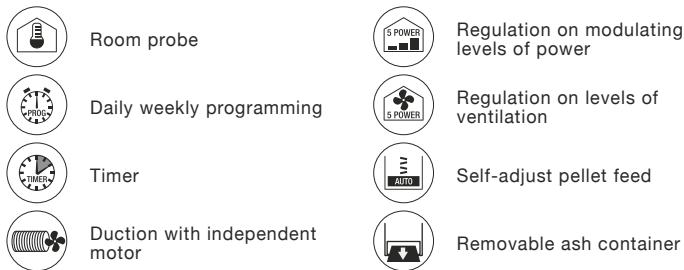 Room probe
5 POWER
Regulation on modulating
levels of power
PROG.
Daily weekly programming
5 POWER
Regulation on levels of
ventilation
TIMER
Timer
AUTO
Self-adjust pellet feed
Duction with independent
motor
Removable ash container